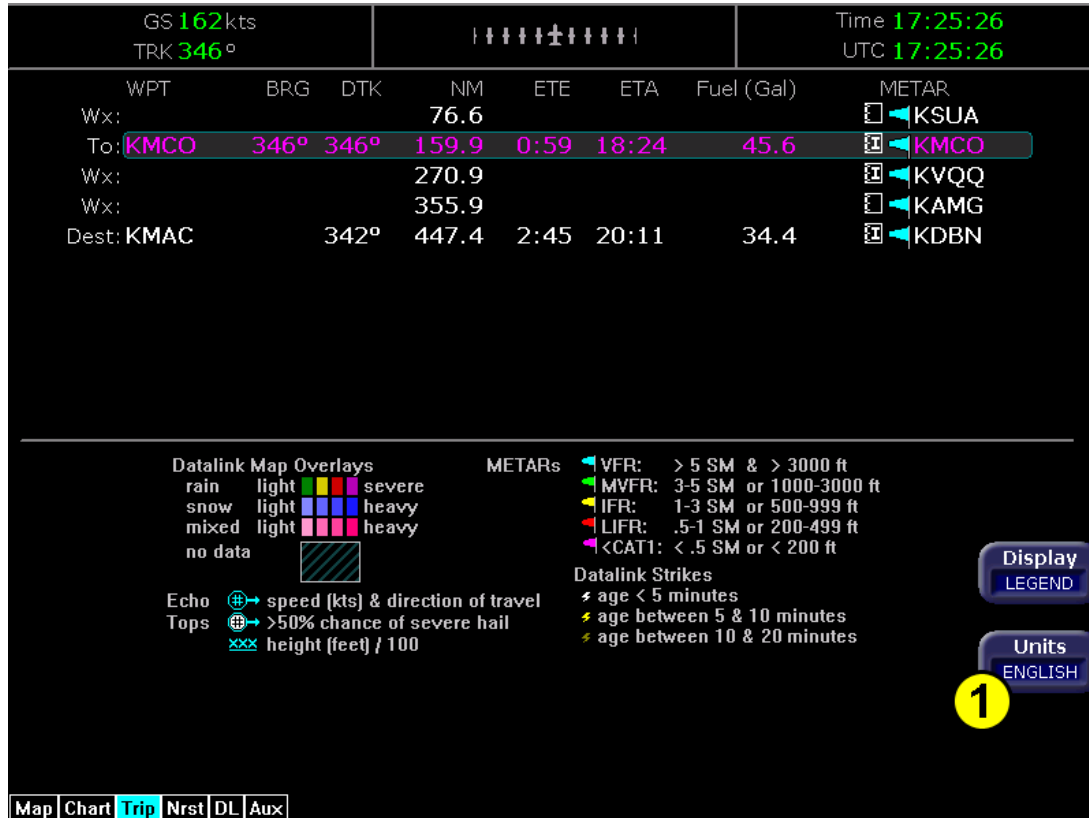 GS 162kts
TRK 346°
Time 17:25:26
UTC 17:25:26
WPT BRG DTK NM ETE ETA Fuel (Gal) METAR
Wx: 76.6 KSUA
To: KMCO 346° 346° 159.9 0:59 18:24 45.6 I KMCO
Wx: 270.9 I KVQQ
Wx: 355.9 KAMG
Dest: KMAC 342° 447.4 2:45 20:11 34.4 I KDBN
Datalink Map Overlays
rain light severe
snow light heavy
mixed light heavy
no data
Echo # speed (kts) & direction of travel
Tops # >50% chance of severe hail
xxx height (feet) / 100
METARs VFR: > 5 SM & > 3000 ft
MVFR: 3-5 SM or 1000-3000 ft
IFR: 1-3 SM or 500-999 ft
LIFR: .5-1 SM or 200-499 ft
<CAT1: < .5 SM or < 200 ft
Datalink Strikes
age < 5 minutes
age between 5 & 10 minutes
age between 10 & 20 minutes
Display
LEGEND
Units
ENGLISH
1
Map Chart Trip Nrst DL Aux